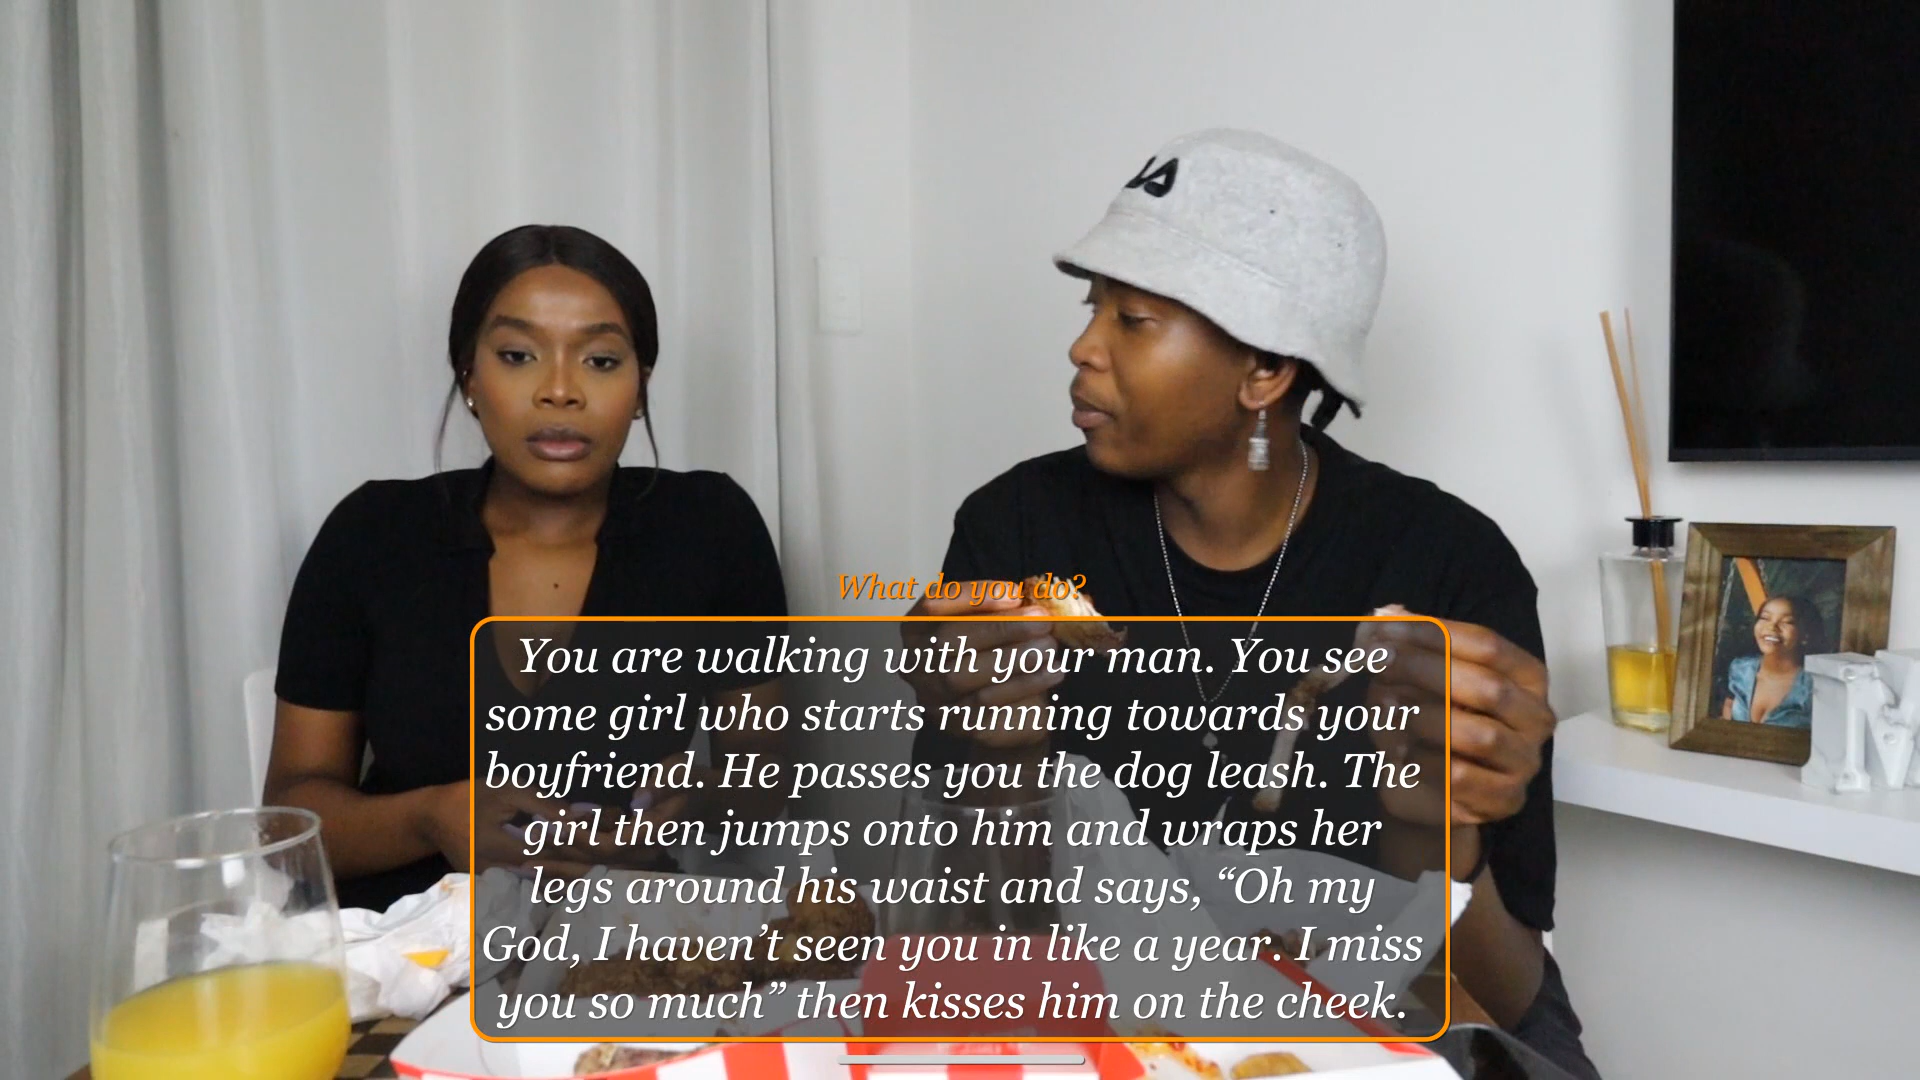 What do you do?
You are walking with your man. You see
some girl who starts running towards your
boyfriend. He passes you the dog leash. The
girl then jumps onto him and wraps her
legs around his waist and says, “Oh my
God, I haven’t seen you in like a year. I miss
you so much” then kisses him on the cheek.